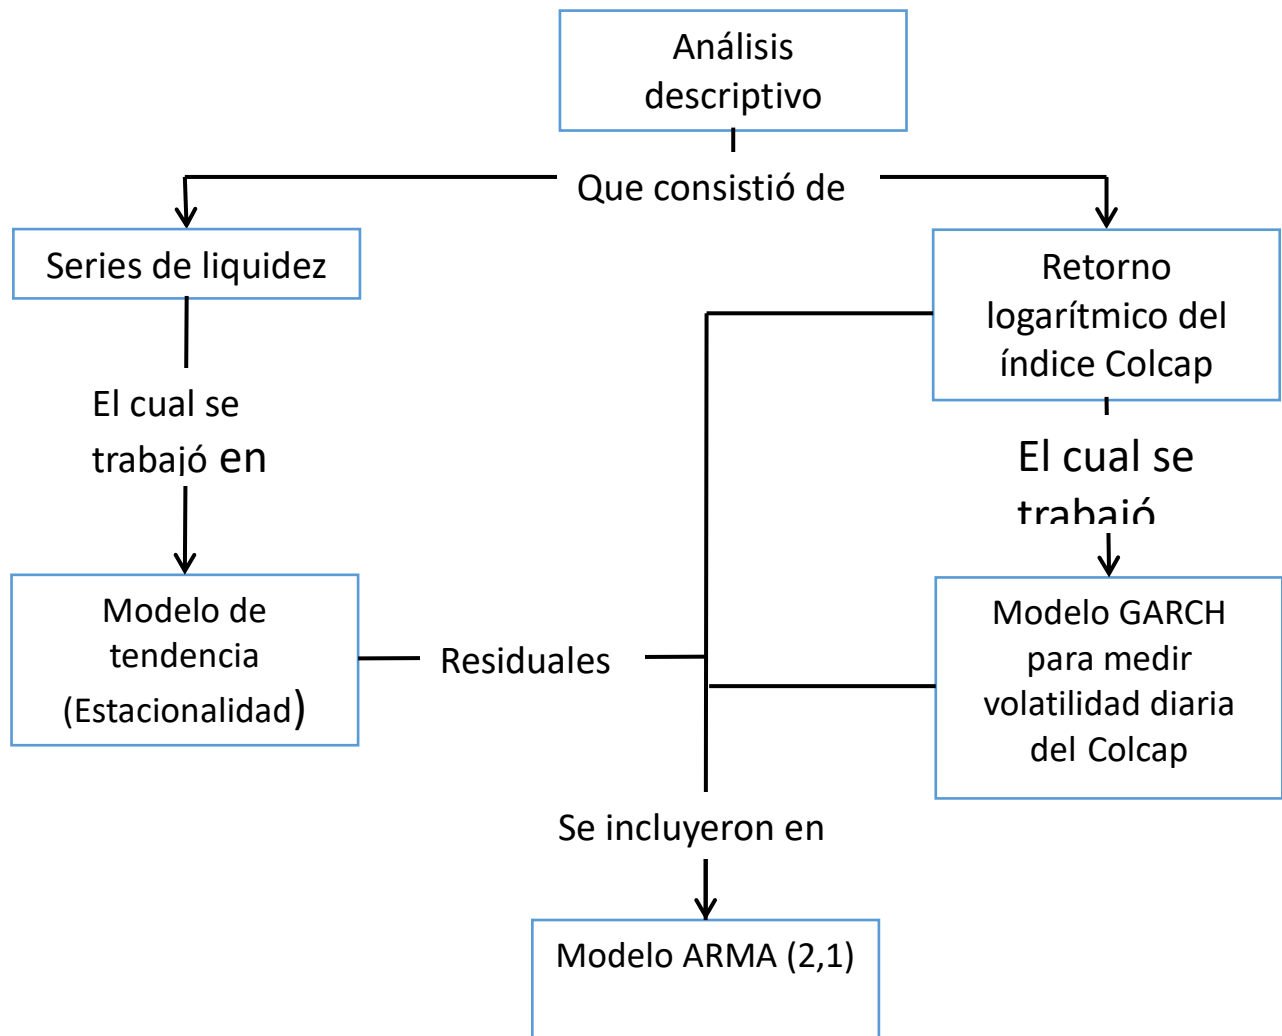 Análisis
descriptivo
Que consistió de
Series de liquidez
Retorno
logarítmico del
índice Colcap
El cual se
trabajó en
El cual se
trabajó
Modelo de
tendencia
(Estacionalidad)
Residuales
Modelo GARCH
para medir
volatilidad diaria
del Colcap
Se incluyeron en
Modelo ARMA (2,1)